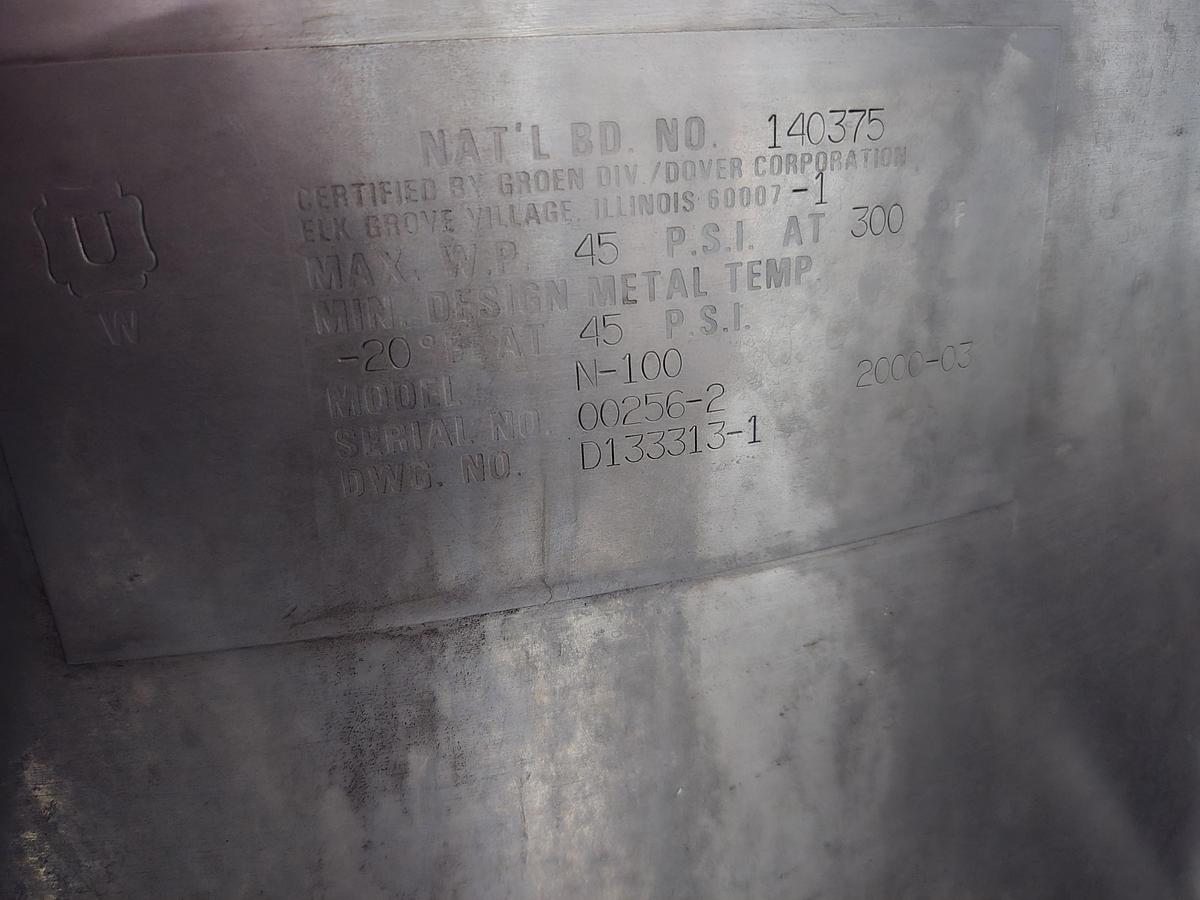 NAT'L BD. NO. 140375
CERTIFIED BY GROEN DIV./DOVER CORPORATION
ELK GROVE VILLAGE, ILLINOIS 60007 -1
U
MAX. W.P. 45 P.S.I. AT 300 °F
W
MIN. DESIGN METAL TEMP.
-20 °F AT 45 P.S.I.
MODEL N-100 2000-03
SERIAL NO. 00256-2
DWG. NO. D133313-1